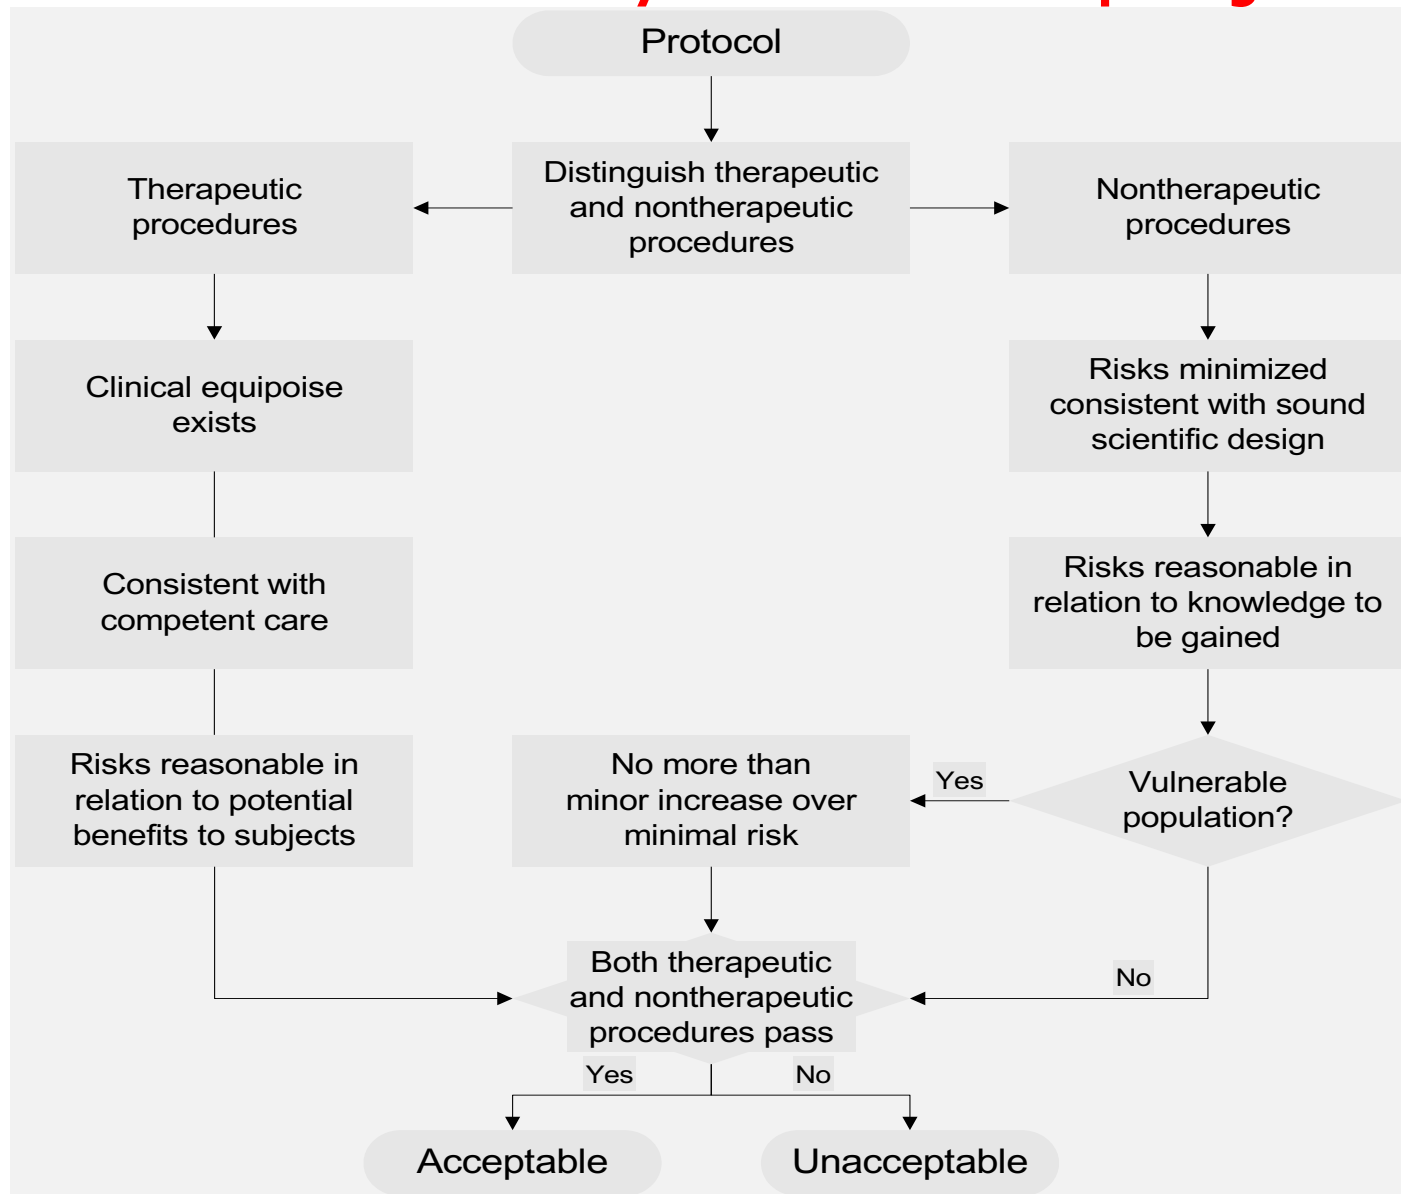 Protocol
Therapeutic
procedures
Distinguish therapeutic
and nontherapeutic
procedures
Nontherapeutic
procedures
Clinical equipoise
exists
Risks minimized
consistent with sound
scientific design
Consistent with
competent care
Risks reasonable in
relation to knowledge to
be gained
Risks reasonable in
relation to potential
benefits to subjects
No more than
minor increase over
minimal risk
Yes
Vulnerable
population?
Both therapeutic
and nontherapeutic
procedures pass
No
Yes
No
Acceptable
Unacceptable